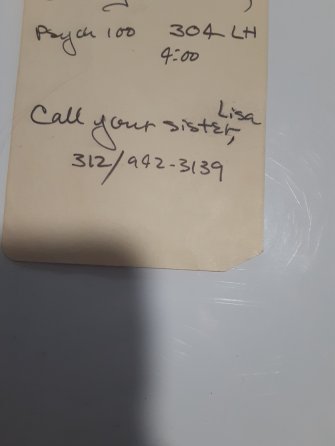 Psych 100 304 LH
4:00
Lisa
Call your sister,
312/942-3139